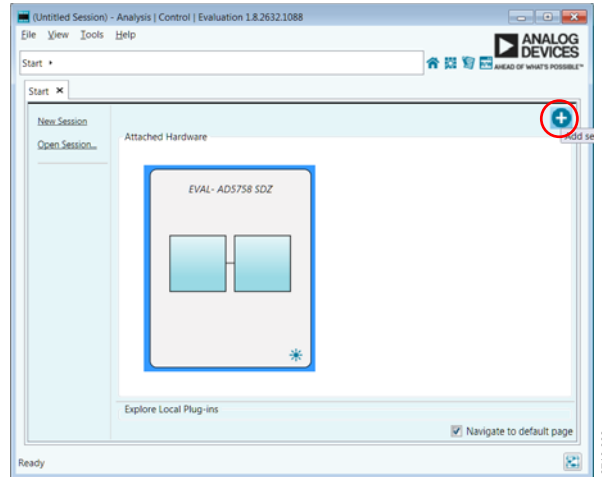 (Untitled Session) - Analysis | Control | Evaluation 1.8.2632.1088
File View Tools Help
ANALOG
DEVICES
AHEAD OF WHAT'S POSSIBLE™
Start
Start
New Session
Open Session...
Add se
Attached Hardware
EVAL- AD5758 SDZ
Explore Local Plug-ins
Navigate to default page
Ready